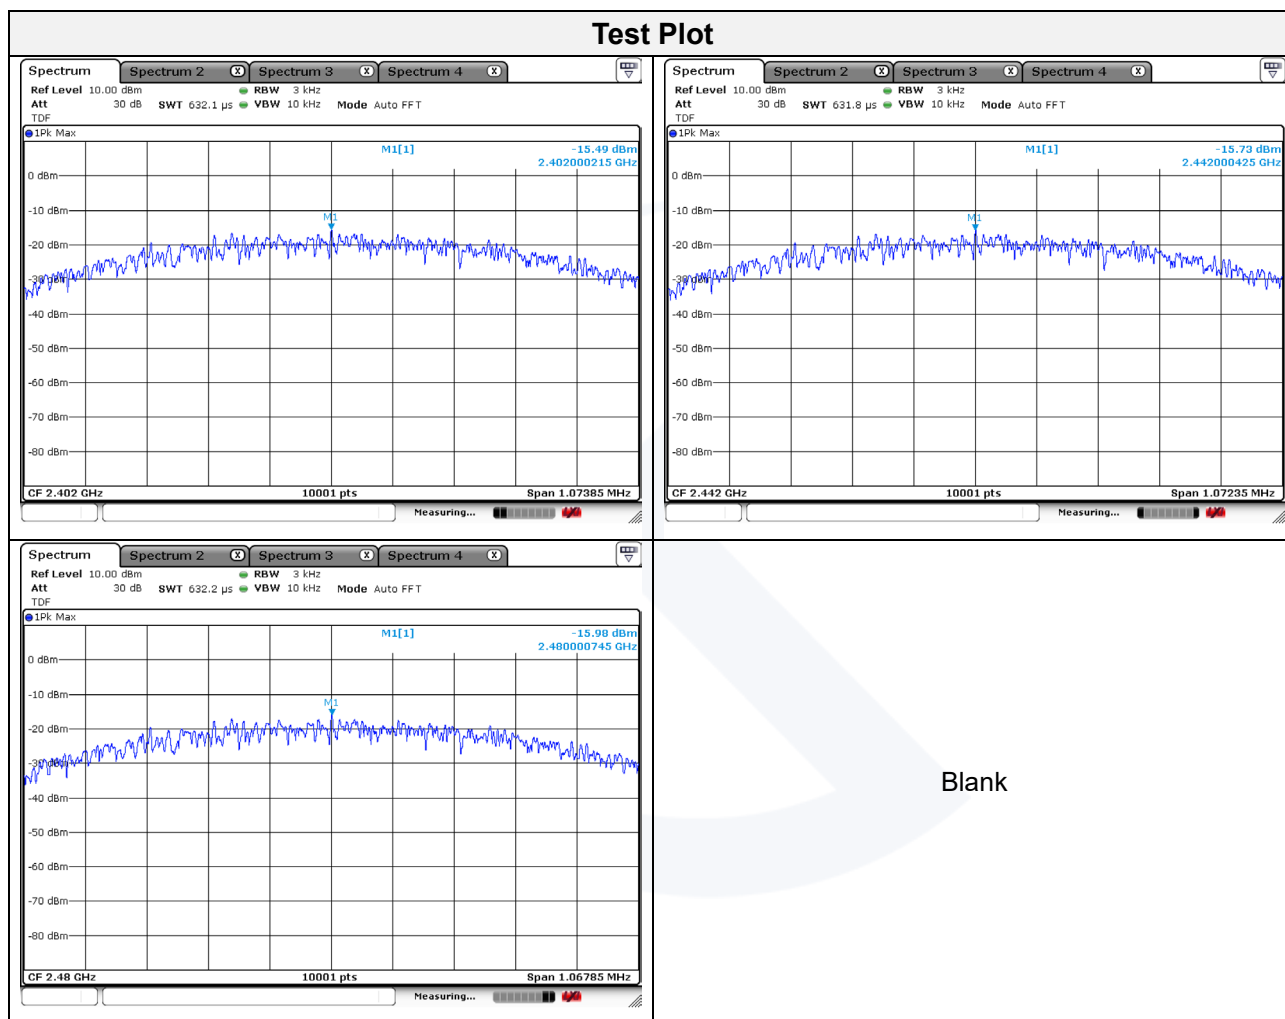 Test Plot
Spectrum Spectrum 2 X Spectrum 3 X Spectrum 4 X
Ref Level 10.00 dBm RBW 3 kHz
Att 30 dB SWT 632.1 µs VBW 10 kHz Mode Auto FFT
TDF
1Pk Max
M1[1] -15.49 dBm
2.402000215 GHz
0 dBm
M1
-10 dBm
-20 dBm
-30 dBm
-40 dBm
-50 dBm
-60 dBm
-70 dBm
-80 dBm
CF 2.402 GHz 10001 pts Span 1.07385 MHz
Measuring...
Spectrum Spectrum 2 X Spectrum 3 X Spectrum 4 X
Ref Level 10.00 dBm RBW 3 kHz
Att 30 dB SWT 631.8 µs VBW 10 kHz Mode Auto FFT
TDF
1Pk Max
M1[1] -15.73 dBm
2.442000425 GHz
0 dBm
-10 dBm
M1
-20 dBm
-30 dBm
-40 dBm
-50 dBm
-60 dBm
-70 dBm
-80 dBm
CF 2.442 GHz 10001 pts Span 1.07235 MHz
Measuring...
Spectrum Spectrum 2 X Spectrum 3 X Spectrum 4 X
Ref Level 10.00 dBm RBW 3 kHz
Att 30 dB SWT 632.2 µs VBW 10 kHz Mode Auto FFT
TDF
1Pk Max
M1[1] -15.98 dBm
2.480000745 GHz
0 dBm
-10 dBm
M1
-20 dBm
-30 dBm
-40 dBm
-50 dBm
-60 dBm
-70 dBm
-80 dBm
CF 2.48 GHz 10001 pts Span 1.06785 MHz
Measuring...
Blank